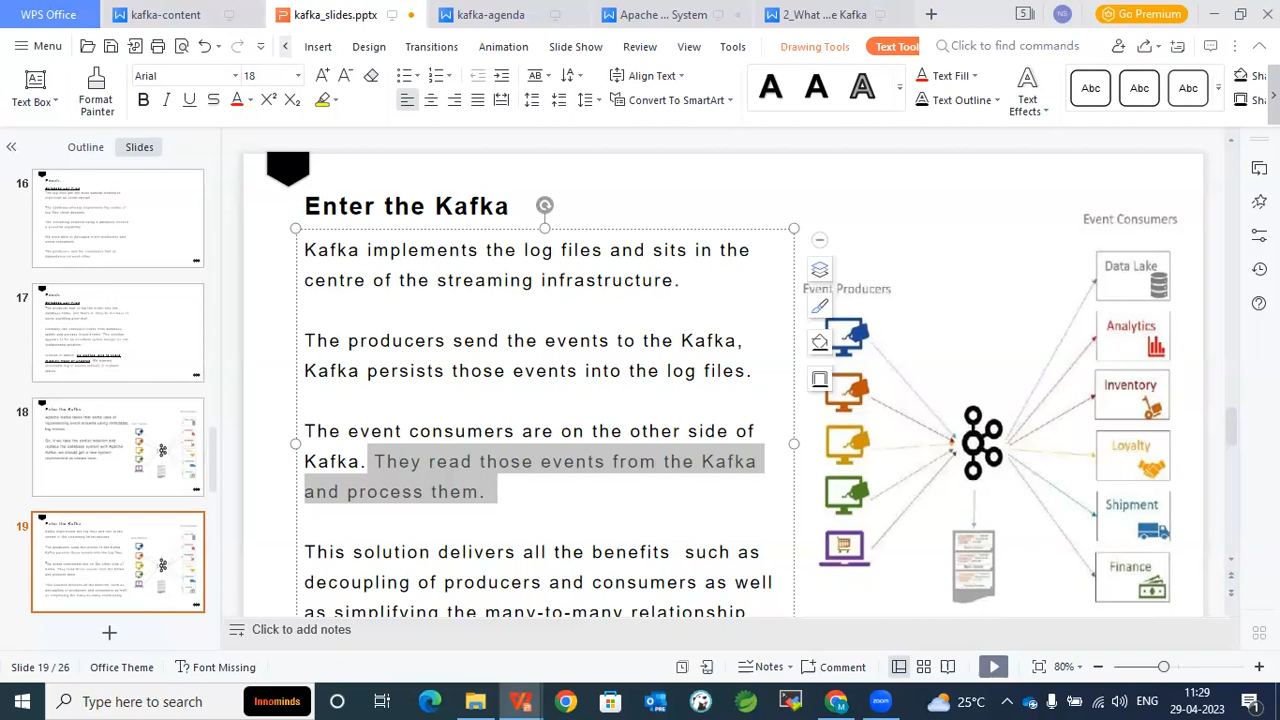 WPS Office
kafka-content
kafka_slides.pptx
kafka-agenda
Apache ... System
2_What ...e Kafka
NS
Go Premium
Menu
Insert
Design
Transitions
Animation
Slide Show
Review
View
Tools
Drawing Tools
Text Tool
Click to find commands
Text Box
Format
Painter
Arial
18
Align Text
Convert To SmartArt
Text Fill
Text Outline
Text
Effects
Abc
Abc
Abc
Sha
Sh
Outline
Slides
16
17
18
19
Enter the Kafka
Kafka implements the log files and sits in the
centre of the streaming infrastructure.
The producers send the events to the Kafka,
Kafka persists those events into the log files.
The event consumers are on the other side of
Kafka. They read those events from the Kafka
and process them.
This solution delivers all the benefits such
decoupling of producers and consumers as
as simplifying the many-to-many relationship
Event Producers
Event Consumers
Data Lake
Analytics
Inventory
Loyalty
Shipment
Finance
Click to add notes
Slide 19 / 26
Office Theme
Font Missing
Notes
Comment
80%
Type here to search
Innominds
25°C
ENG
11:29
29-04-2023